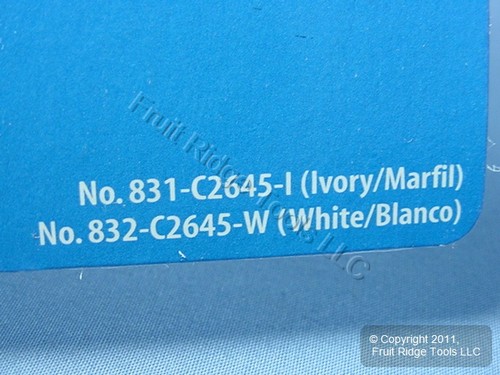 Fruit Ridge Tools LLC
No. 831-C2645-I (Ivory/Marfil)
No. 832-C2645-W (White/Blanco)
© Copyright 2011,
Fruit Ridge Tools LLC